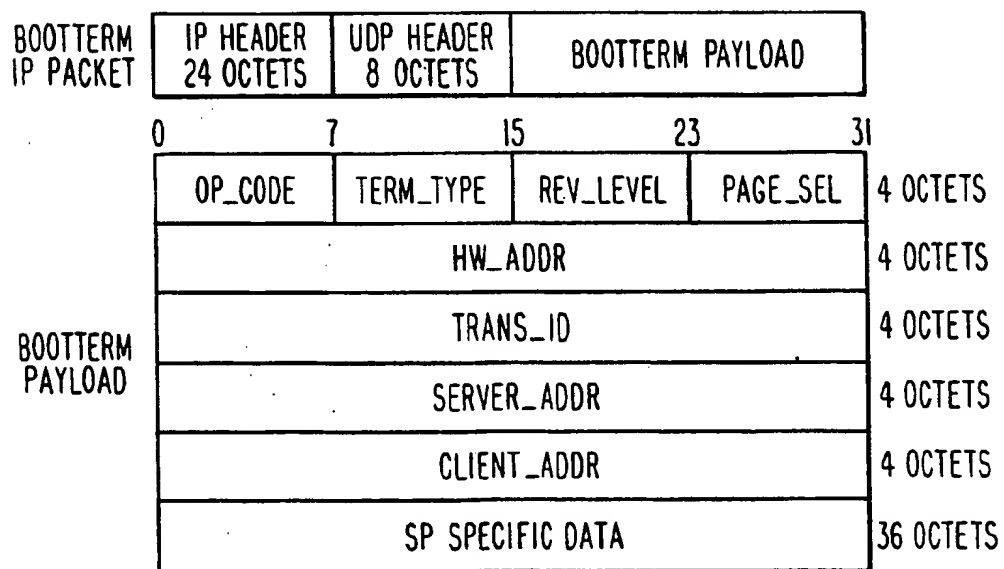 BOOTTERM IP PACKET
IP HEADER 24 OCTETS
UDP HEADER 8 OCTETS
BOOTTERM PAYLOAD
0 7 15 23 31
OP_CODE TERM_TYPE REV_LEVEL PAGE_SEL 4 OCTETS
HW_ADDR 4 OCTETS
TRANS_ID 4 OCTETS
BOOTTERM PAYLOAD
SERVER_ADDR 4 OCTETS
CLIENT_ADDR 4 OCTETS
SP SPECIFIC DATA 36 OCTETS